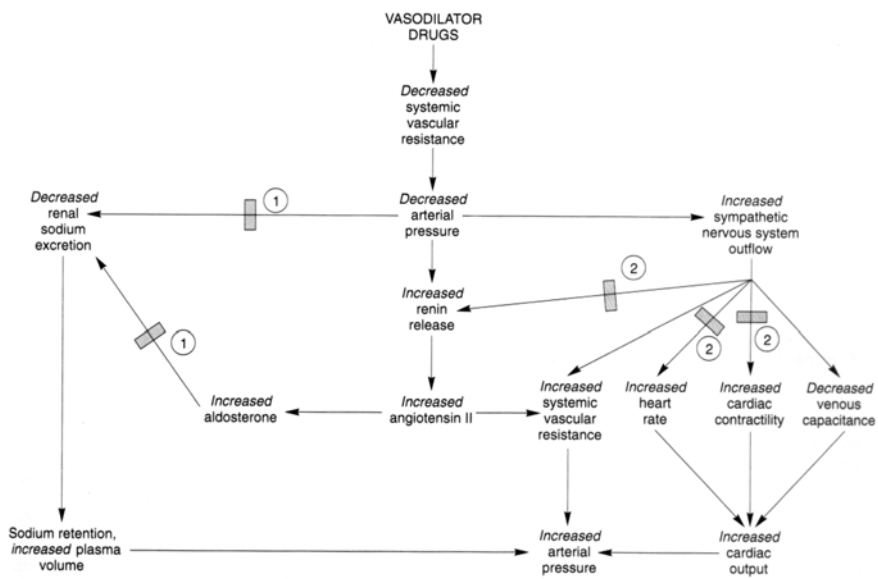 VASODILATOR
DRUGS
Decreased
systemic
vascular
resistance
Decreased
renal
sodium
excretion
1
Decreased
arterial
pressure
Increased
sympathetic
nervous system
outflow
2
Increased
renin
release
1
2
2
Increased
aldosterone
Increased
angiotensin II
Increased
systemic
vascular
resistance
Increased
heart
rate
Increased
cardiac
contractility
Decreased
venous
capacitance
Sodium retention,
increased plasma
volume
Increased
arterial
pressure
Increased
cardiac
output